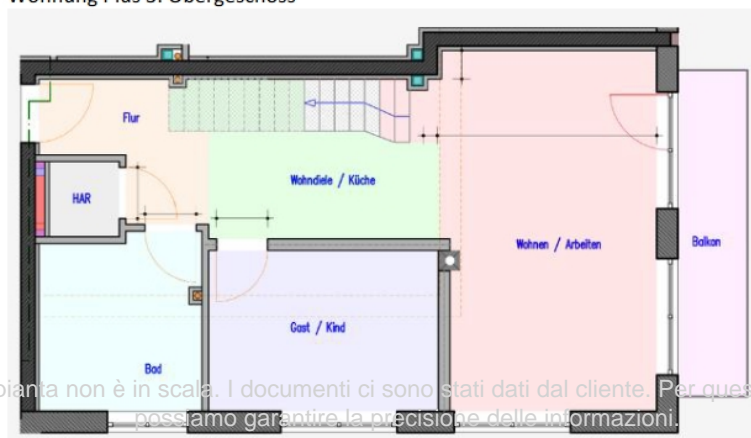 Wohnung Plus 3. Obergeschoss
Flur
HAR
Wohndiele / Küche
Wohnen / Arbeiten
Balkon
Gast / Kind
Bad
pianta non è in scala. I documenti ci sono stati dati dal cliente. Per ques
possiamo garantire la precisione delle informazioni.